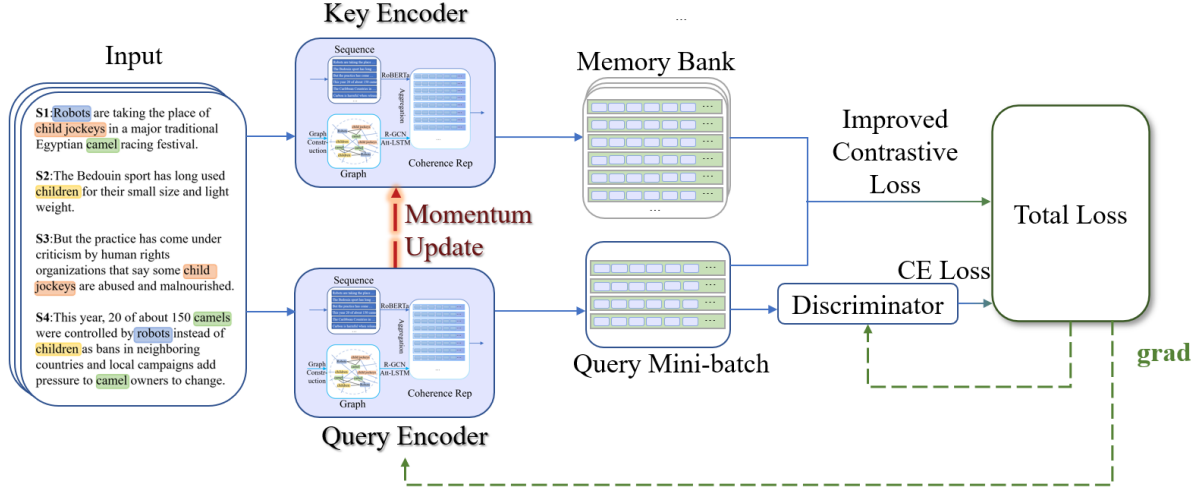 Key Encoder
...
Input
S1:Robots are taking the place of
child jockeys in a major traditional
Egyptian camel racing festival.
S2:The Bedouin sport has long used
children for their small size and light
weight.
S3:But the practice has come under
criticism by human rights
organizations that say some child
jockeys are abused and malnourished.
S4:This year, 20 of about 150 camels
were controlled by robots instead of
children as bans in neighboring
countries and local campaigns add
pressure to camel owners to change.
Sequence
RoBERTa
Aggregation
Graph
Constr
uction
R-GCN
Att-LSTM
Graph
Coherence Rep
Momentum
Update
Sequence
RoBERTa
Aggregation
Graph
Constr
uction
R-GCN
Att-LSTM
Graph
Coherence Rep
Query Encoder
Memory Bank
...
Query Mini-batch
Improved
Contrastive
Loss
Discriminator
CE Loss
Total Loss
grad